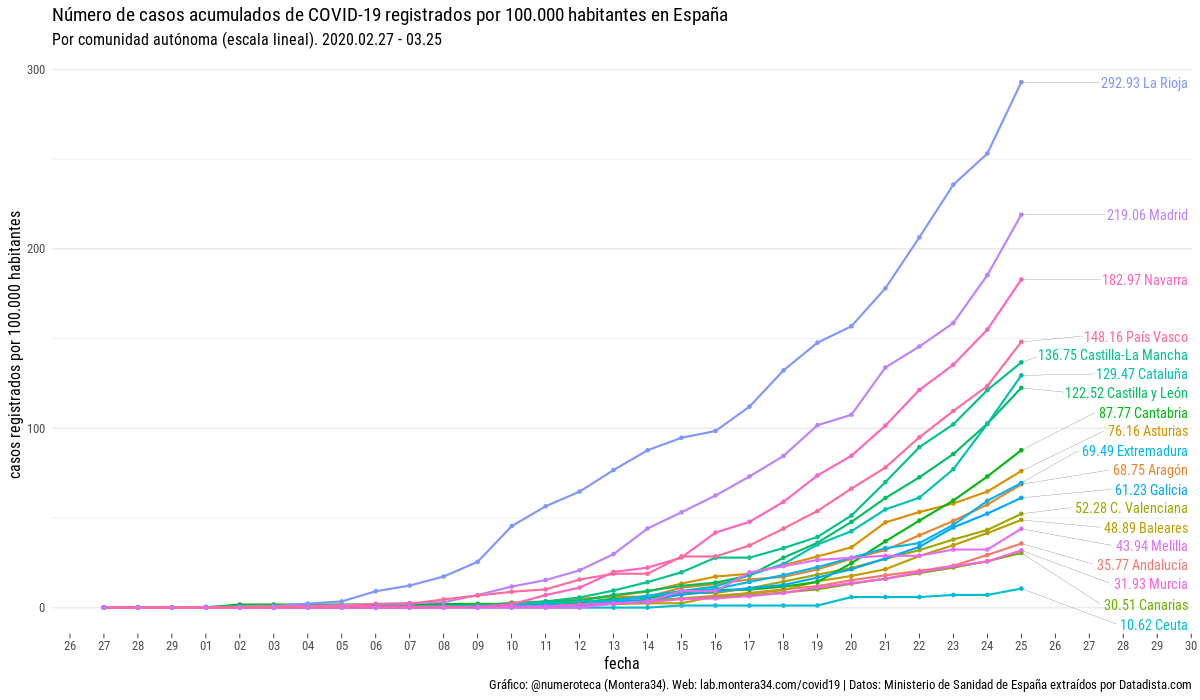 Número de casos acumulados de COVID-19 registrados por 100.000 habitantes en España
Por comunidad autónoma (escala lineal). 2020.02.27 - 03.25
casos registrados por 100.000 habitantes
300
200
100
0
292.93 La Rioja
219.06 Madrid
182.97 Navarra
148.16 País Vasco
136.75 Castilla-La Mancha
129.47 Cataluña
122.52 Castilla y León
87.77 Cantabria
76.16 Asturias
69.49 Extremadura
68.75 Aragón
61.23 Galicia
52.28 C. Valenciana
48.89 Baleares
43.94 Melilla
35.77 Andalucía
31.93 Murcia
30.51 Canarias
10.62 Ceuta
26 27 28 29 01 02 03 04 05 06 07 08 09 10 11 12 13 14 15 16 17 18 19 20 21 22 23 24 25 26 27 28 29 30
fecha
Gráfico: @numeroteca (Montera34). Web: lab.montera34.com/covid19 | Datos: Ministerio de Sanidad de España extraídos por Datadista.com